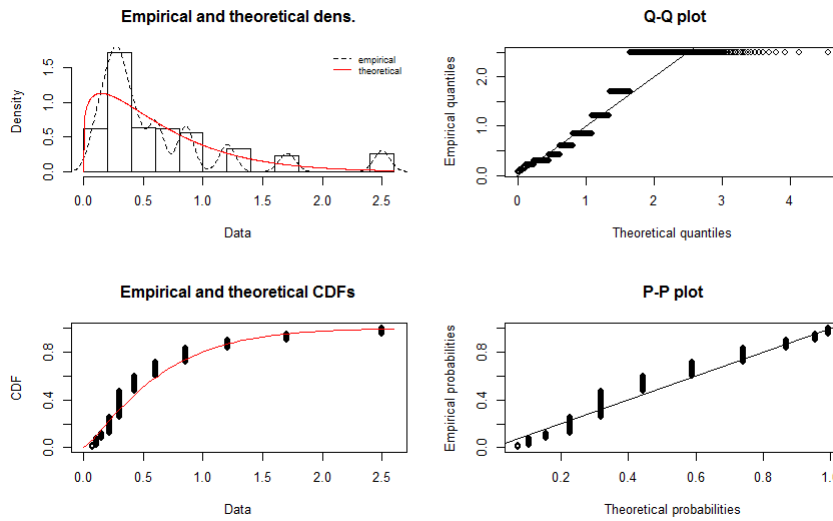 Empirical and theoretical dens.
Density
0.0 0.5 1.0 1.5
empirical
theoretical
0.0 0.5 1.0 1.5 2.0 2.5
Data
Q-Q plot
Empirical quantiles
0.0 1.0 2.0
0 1 2 3 4
Theoretical quantiles
Empirical and theoretical CDFs
CDF
0.0 0.4 0.8
0.0 0.5 1.0 1.5 2.0 2.5
Data
P-P plot
Empirical probabilities
0.0 0.4 0.8
0.2 0.4 0.6 0.8 1.0
Theoretical probabilities